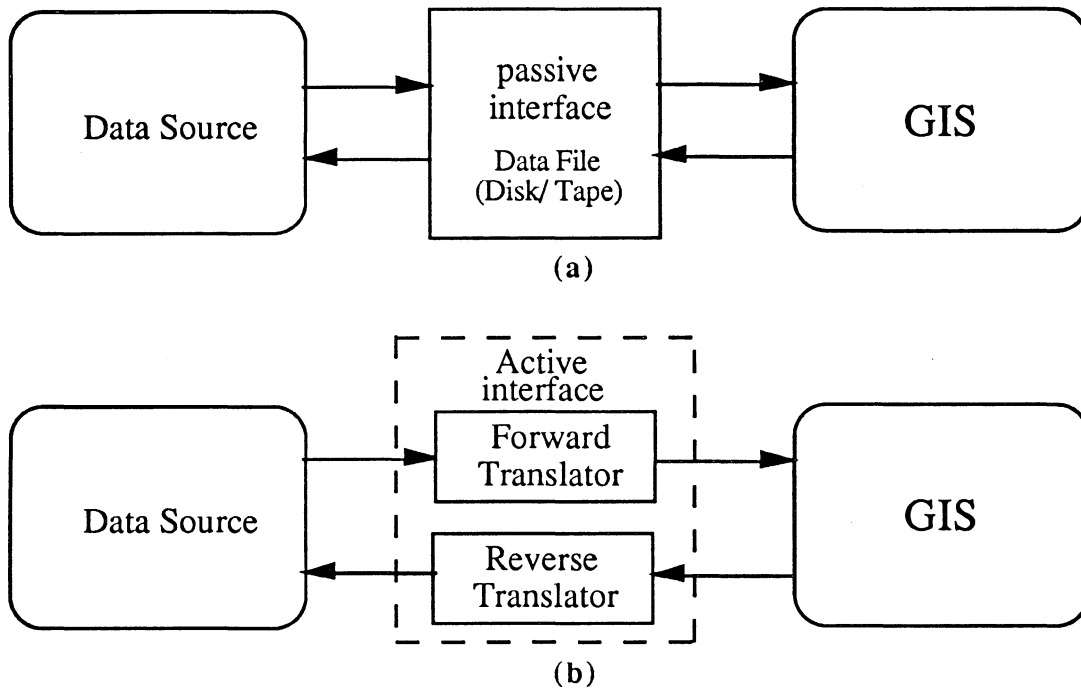 Data Source
passive
interface
Data File
(Disk/ Tape)
GIS
(a)
Data Source
Active
interface
Forward
Translator
Reverse
Translator
GIS
(b)